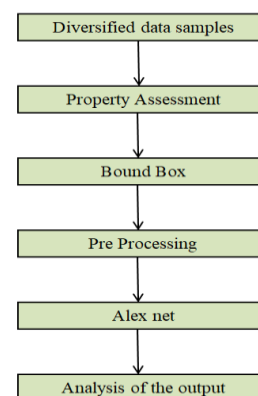 Diversified data samples
Property Assessment
Bound Box
Pre Processing
Alex net
Analysis of the output